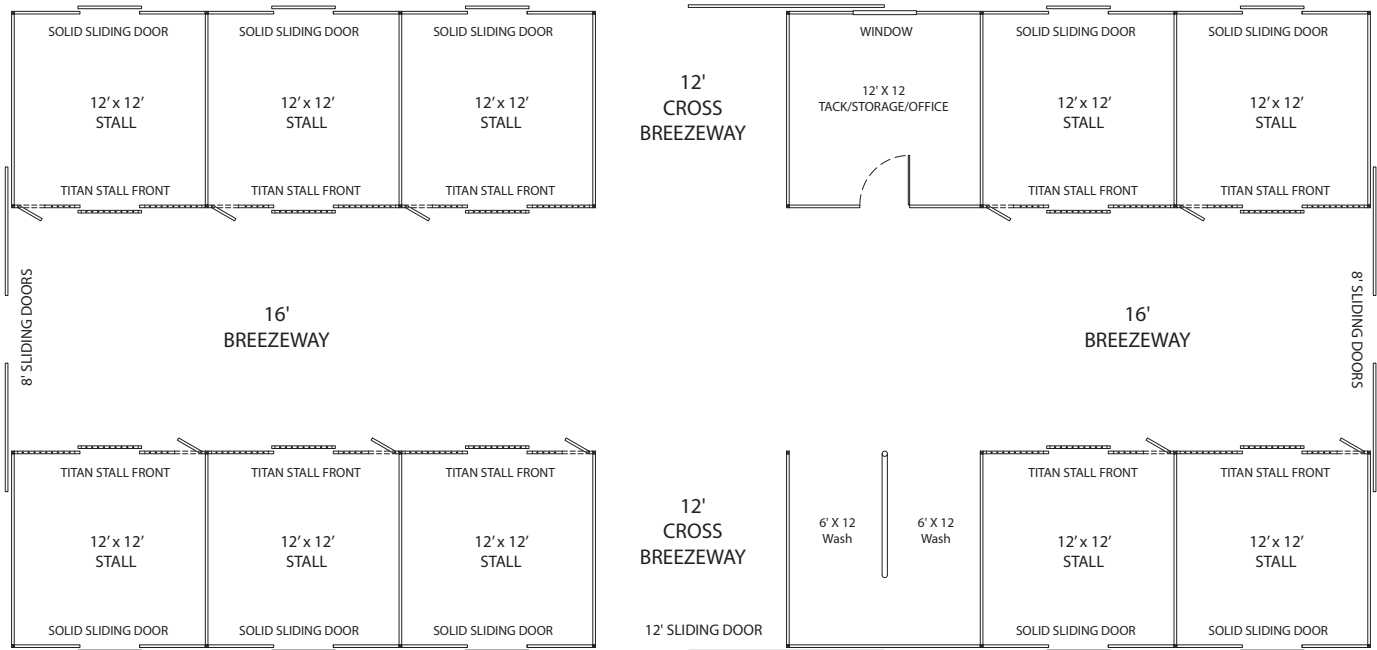 SOLID SLIDING DOOR
SOLID SLIDING DOOR
SOLID SLIDING DOOR
WINDOW
SOLID SLIDING DOOR
SOLID SLIDING DOOR
12' x 12'
STALL
12' x 12'
STALL
12' x 12'
STALL
12'
CROSS
BREEZEWAY
12' X 12
TACK/STORAGE/OFFICE
12' x 12'
STALL
12' x 12'
STALL
TITAN STALL FRONT
TITAN STALL FRONT
TITAN STALL FRONT
TITAN STALL FRONT
TITAN STALL FRONT
8' SLIDING DOORS
16'
BREEZEWAY
16'
BREEZEWAY
8' SLIDING DOORS
TITAN STALL FRONT
TITAN STALL FRONT
TITAN STALL FRONT
TITAN STALL FRONT
TITAN STALL FRONT
12' x 12'
STALL
12' x 12'
STALL
12' x 12'
STALL
12'
CROSS
BREEZEWAY
6' X 12
Wash
6' X 12
Wash
12' x 12'
STALL
12' x 12'
STALL
SOLID SLIDING DOOR
SOLID SLIDING DOOR
SOLID SLIDING DOOR
12' SLIDING DOOR
SOLID SLIDING DOOR
SOLID SLIDING DOOR